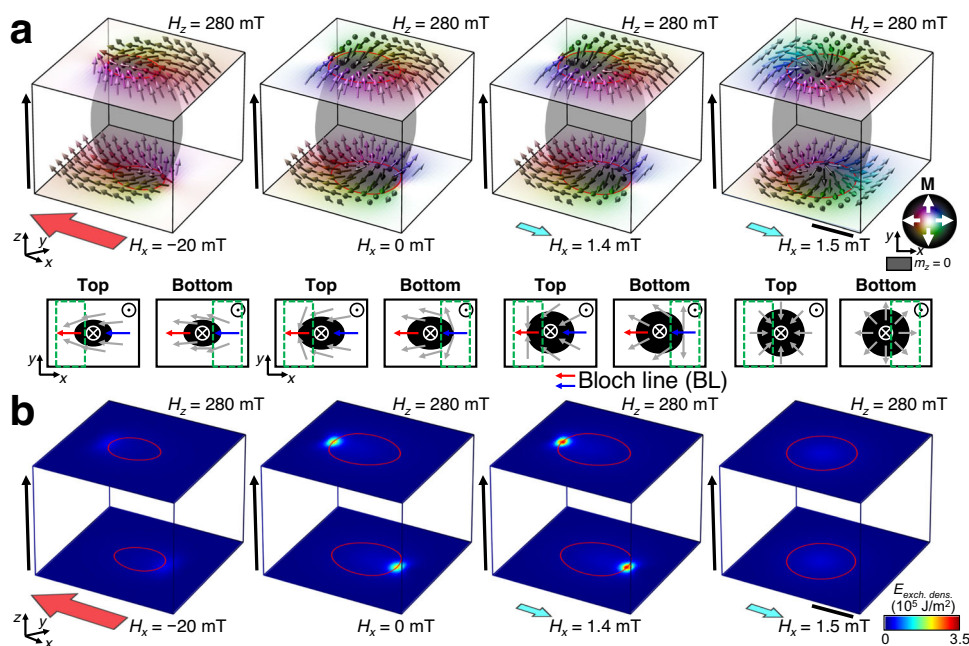 a
H_z = 280 mT
H_z = 280 mT
H_z = 280 mT
H_z = 280 mT
z
y
x
H_x = −20 mT
H_x = 0 mT
H_x = 1.4 mT
H_x = 1.5 mT
M
y
x
m_z = 0
Top Bottom Top Bottom Top Bottom Top Bottom
y
x
Bloch line (BL)
b
H_z = 280 mT
H_z = 280 mT
H_z = 280 mT
H_z = 280 mT
z
y
x
H_x = −20 mT
H_x = 0 mT
H_x = 1.4 mT
H_x = 1.5 mT
E_exch. dens.
(10⁵ J/m²)
0 3.5